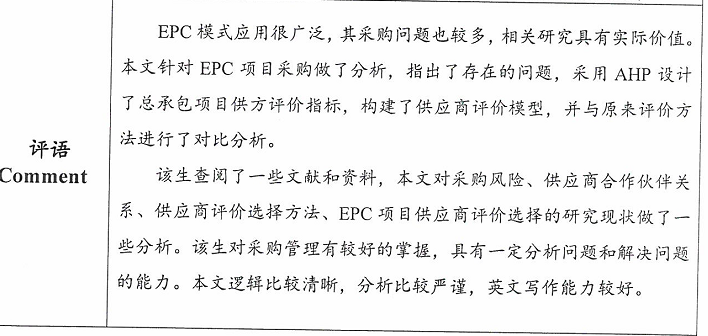 EPC 模式应用很广泛，其采购问题也较多，相关研究具有实际价值。
本文针对 EPC 项目采购做了分析，指出了存在的问题，采用 AHP 设计
了总承包项目供方评价指标，构建了供应商评价模型，并与原来评价方
法进行了对比分析。
评语
Comment
该生查阅了一些文献和资料，本文对采购风险、供应商合作伙伴关
系、供应商评价选择方法、EPC 项目供应商评价选择的研究现状做了一
些分析。该生对采购管理有较好的掌握，具有一定分析问题和解决问题
的能力。本文逻辑比较清晰，分析比较严谨，英文写作能力较好。